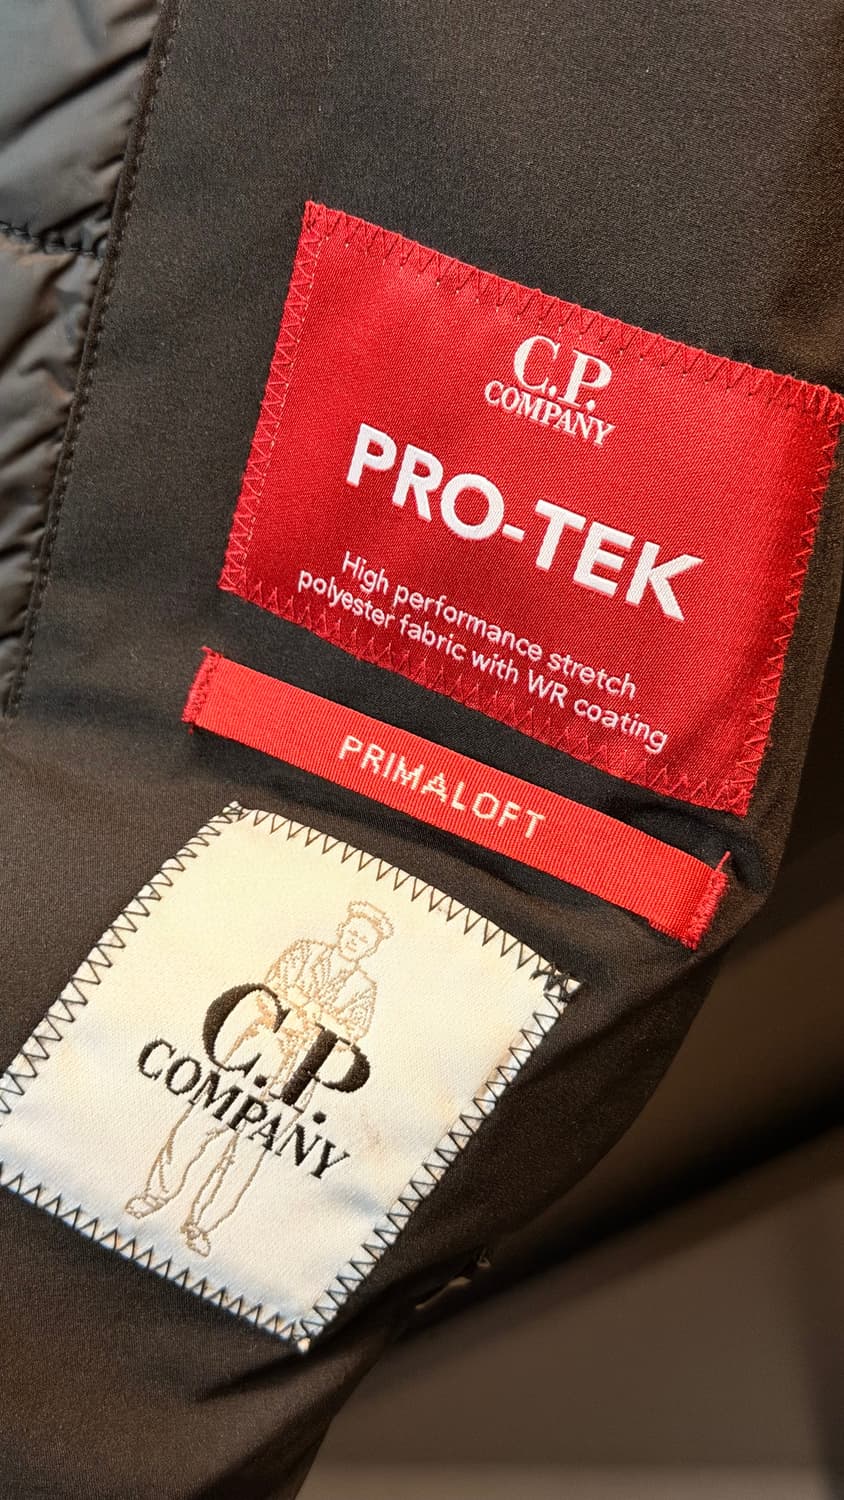 C.P.
COMPANY
PRO-TEK
High performance stretch
polyester fabric with WR coating
PRIMALOFT
C.P.
COMPANY